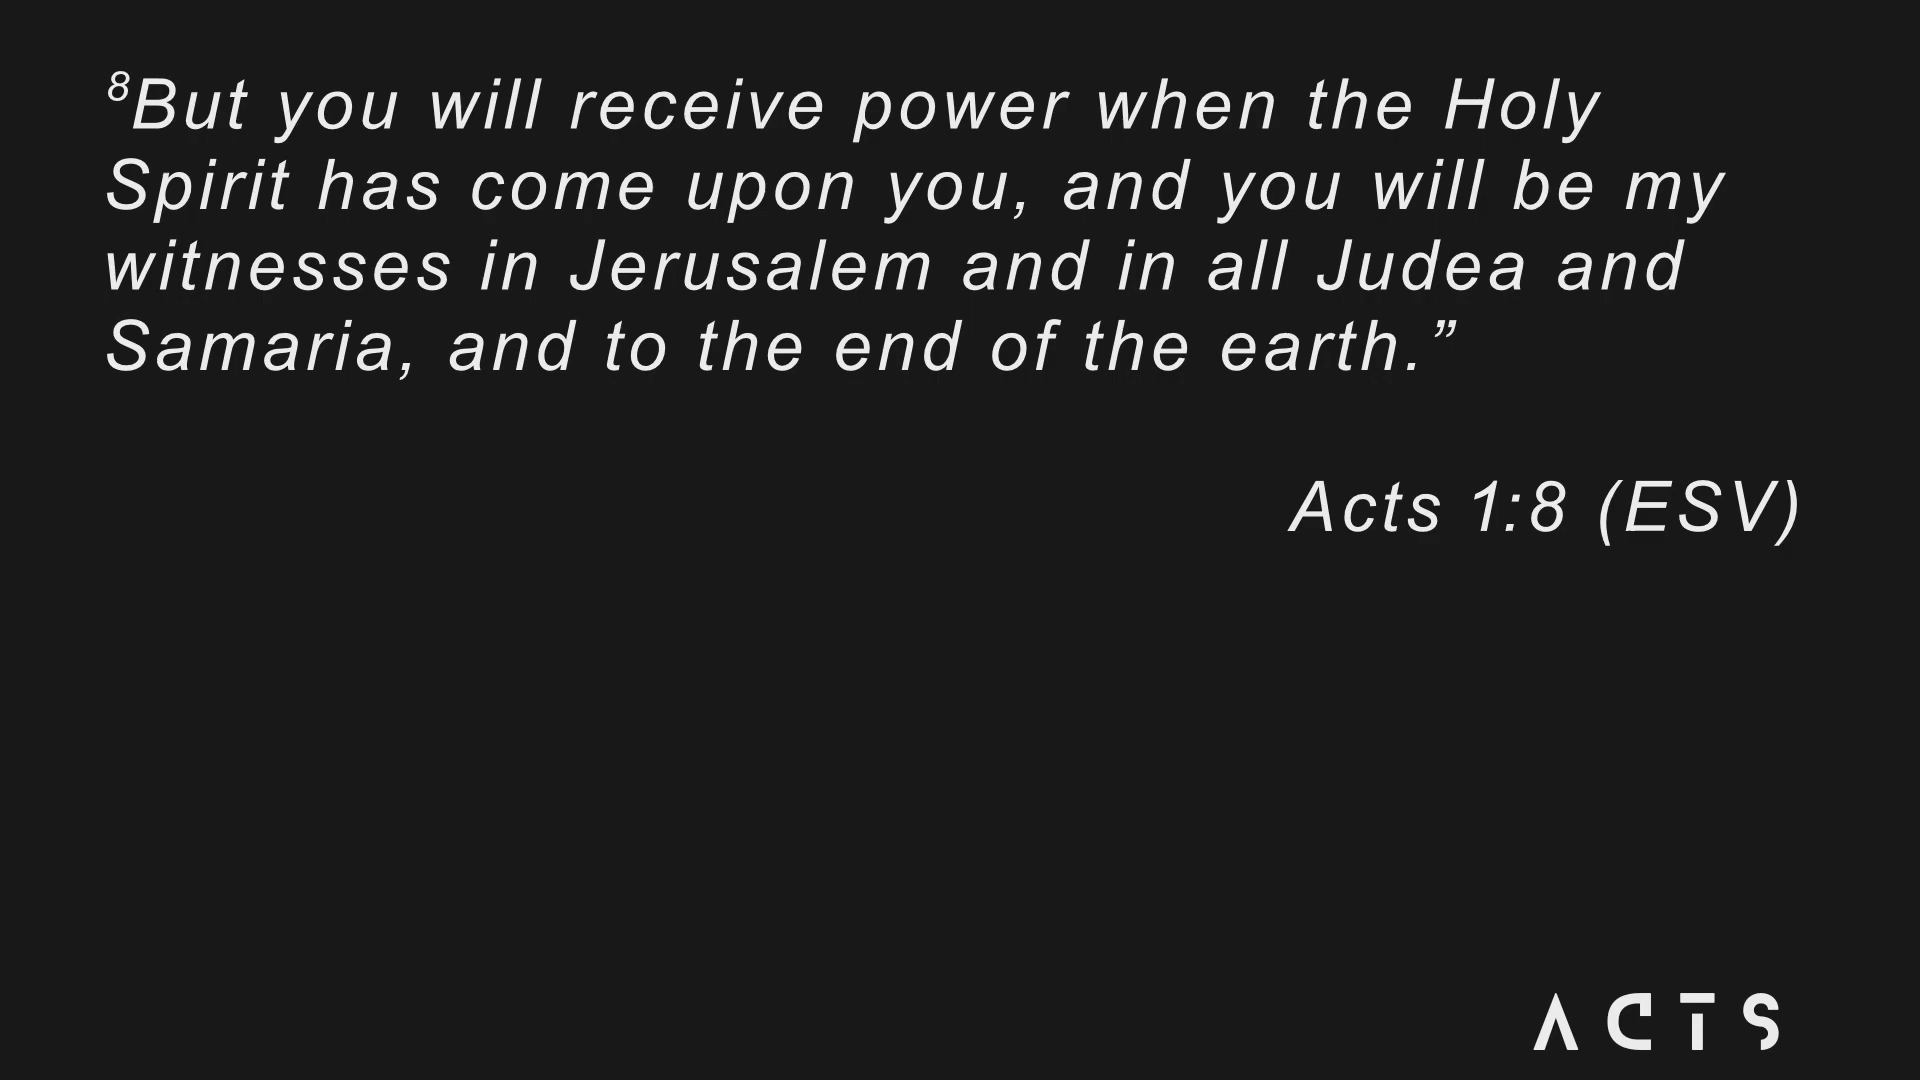 ⁸But you will receive power when the Holy
Spirit has come upon you, and you will be my
witnesses in Jerusalem and in all Judea and
Samaria, and to the end of the earth.”
Acts 1:8 (ESV)
ACTS